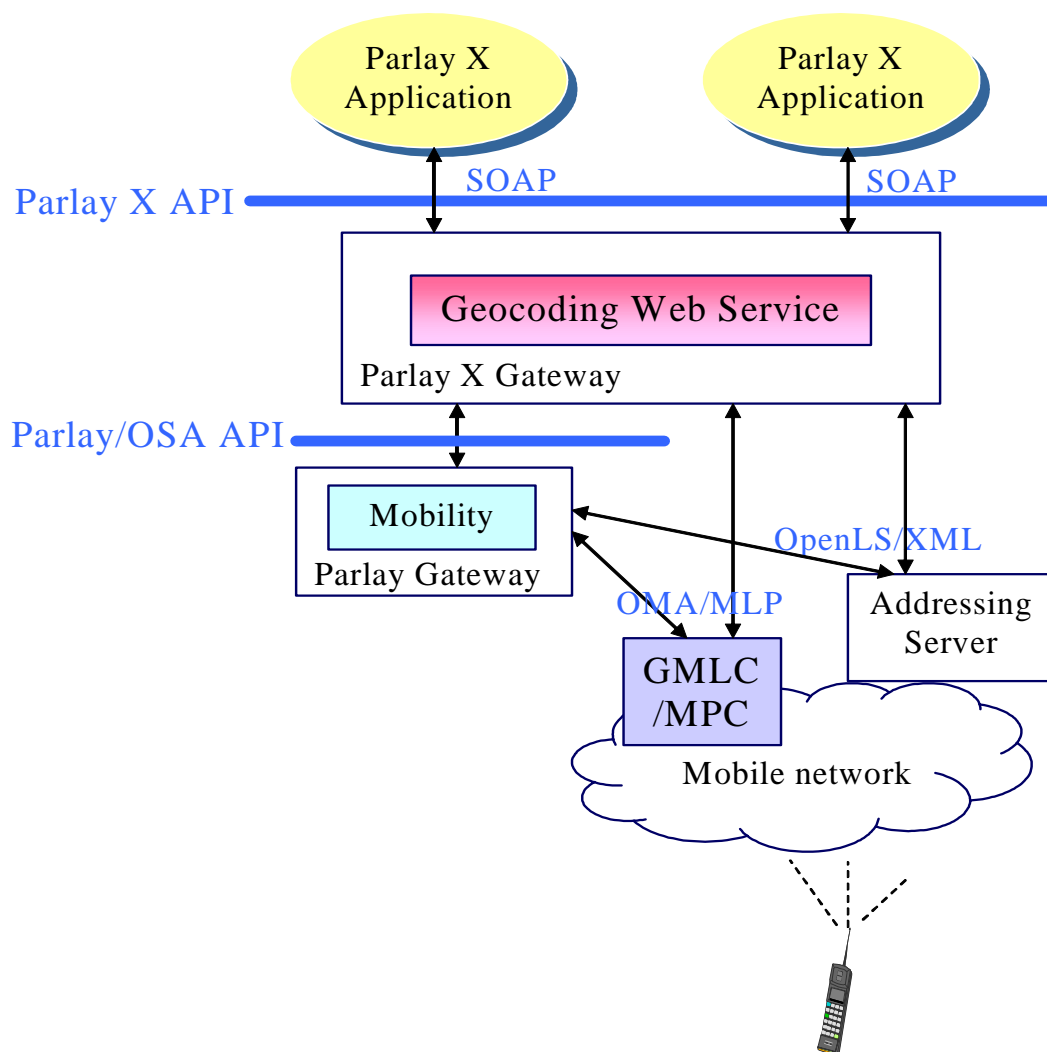 Parlay X
Application
Parlay X
Application
SOAP
SOAP
Parlay X API
Geocoding Web Service
Parlay X Gateway
Parlay/OSA API
Mobility
Parlay Gateway
OpenLS/XML
OMA/MLP
Addressing
Server
GMLC
/MPC
Mobile network